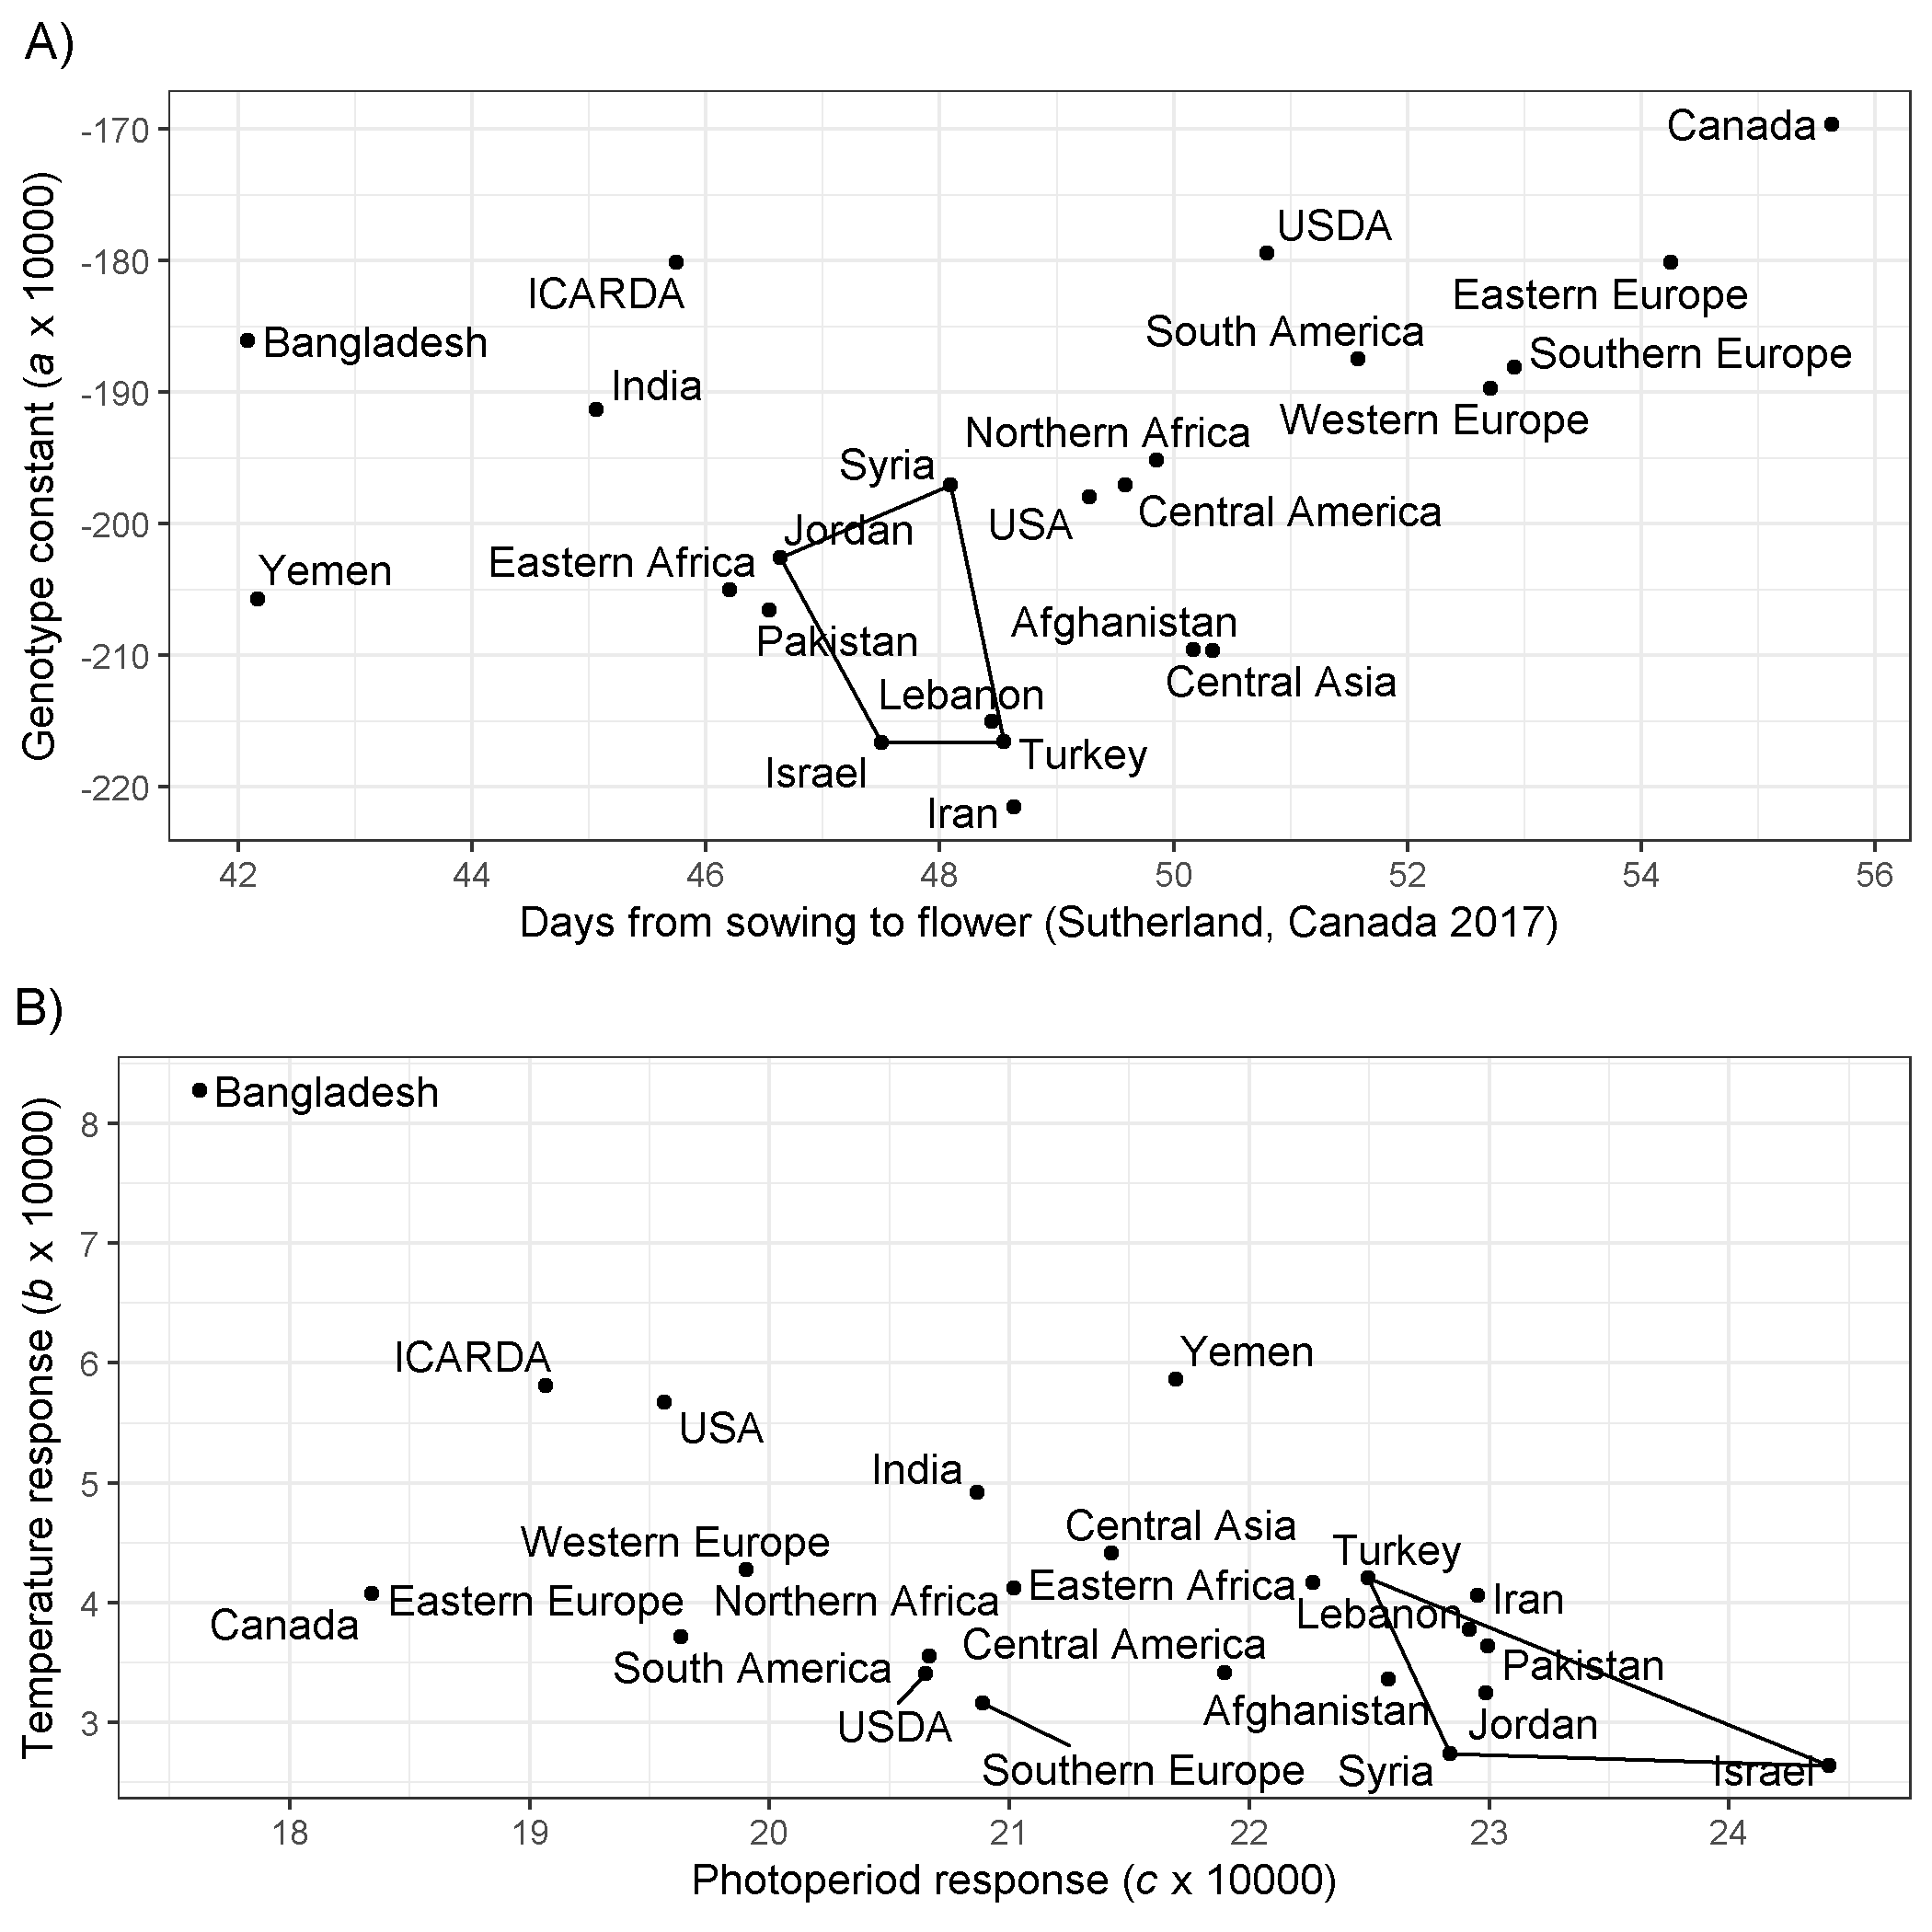 A)
Genotype constant (a x 10000)
-170
-180
-190
-200
-210
-220
Canada
USDA
ICARDA
Eastern Europe
South America
Bangladesh
Southern Europe
India
Western Europe
Northern Africa
Syria
USA
Central America
Jordan
Eastern Africa
Yemen
Afghanistan
Pakistan
Central Asia
Lebanon
Turkey
Israel
Iran
42 44 46 48 50 52 54 56
Days from sowing to flower (Sutherland, Canada 2017)
B)
Temperature response (b x 10000)
8
7
6
5
4
3
Bangladesh
Yemen
ICARDA
USA
India
Central Asia
Western Europe
Turkey
Eastern Africa
Iran
Canada
Eastern Europe
Northern Africa
Lebanon
Central America
South America
Pakistan
Afghanistan
USDA
Jordan
Southern Europe
Syria
Israel
18 19 20 21 22 23 24
Photoperiod response (c x 10000)